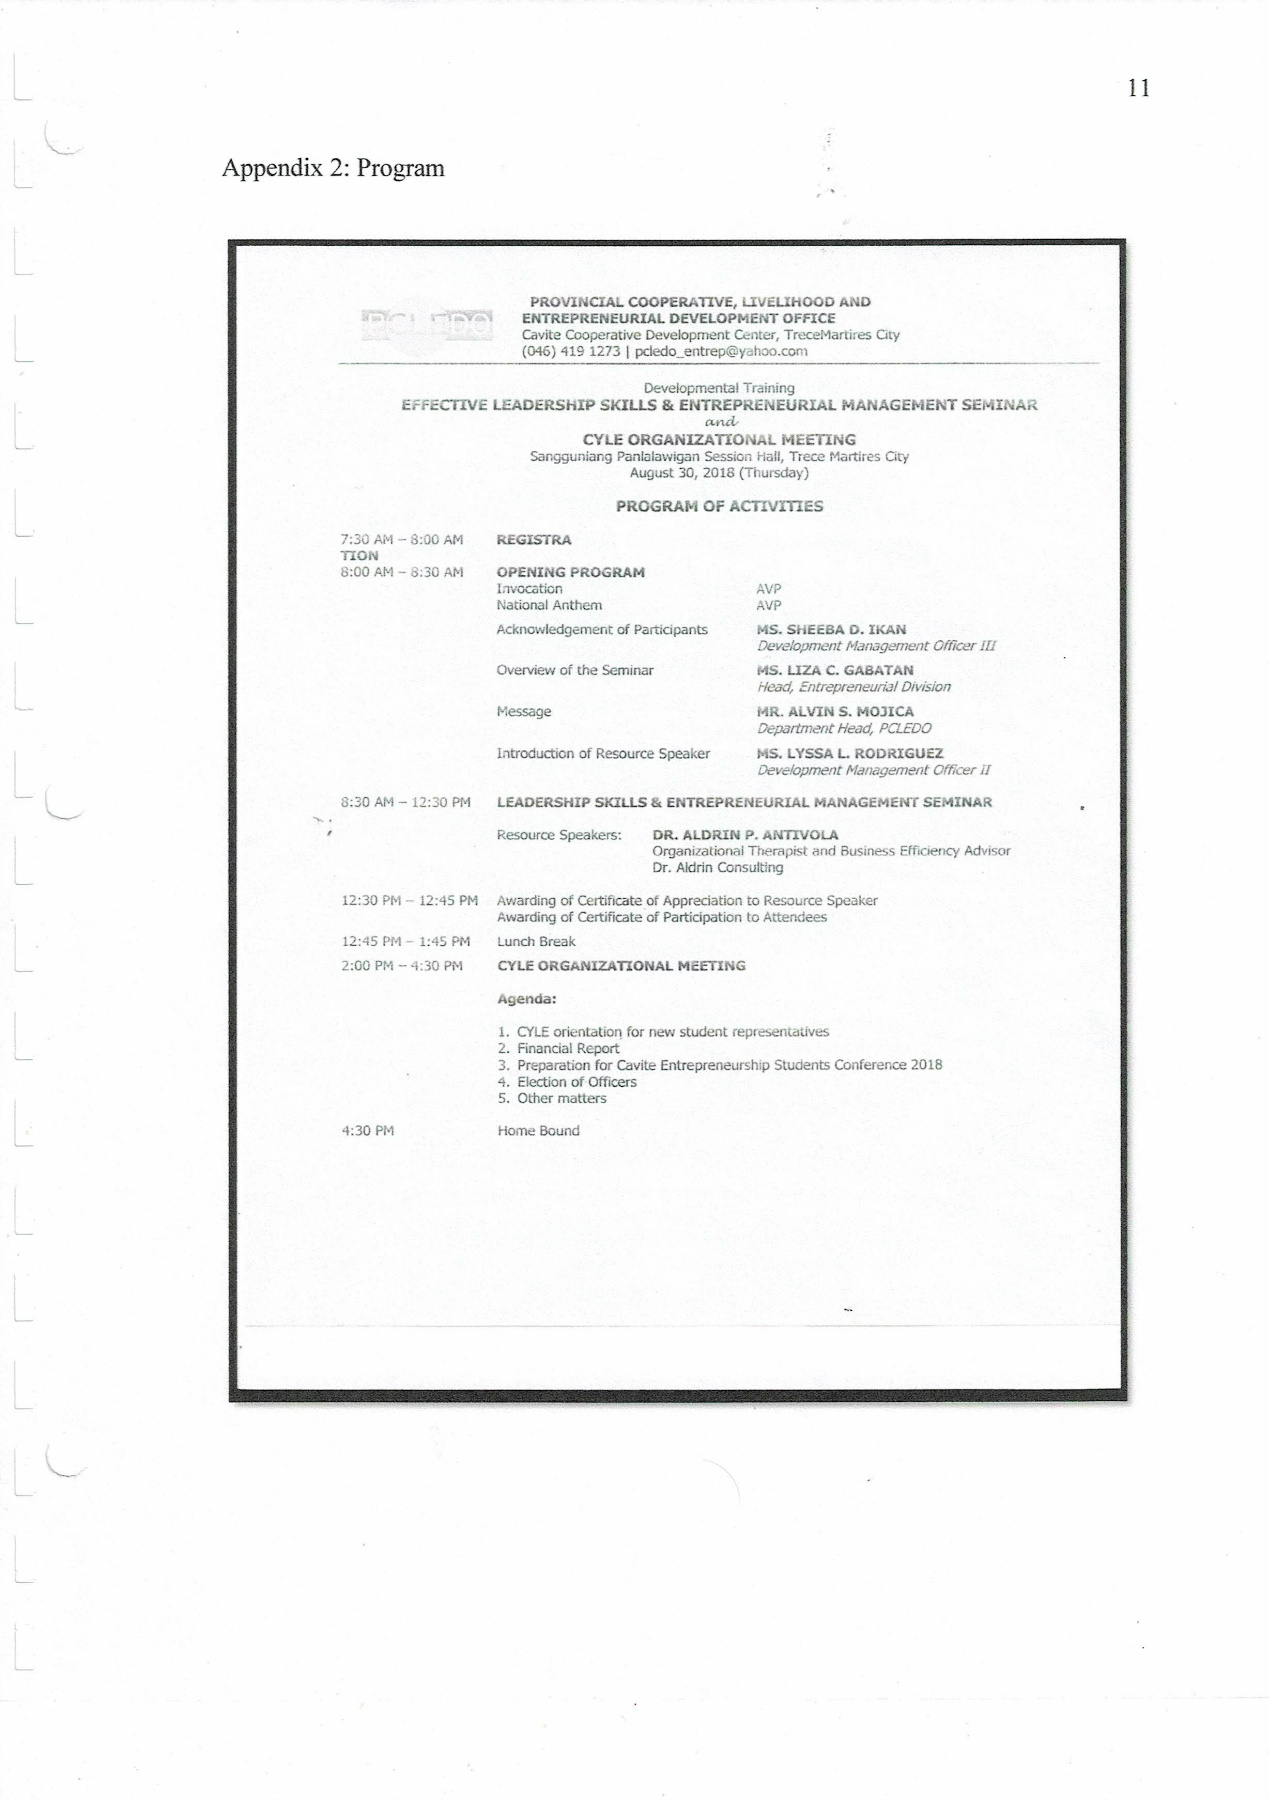 11
Appendix 2: Program
PCLEDO
PROVINCIAL COOPERATIVE, LIVELIHOOD AND
ENTREPRENEURIAL DEVELOPMENT OFFICE
Cavite Cooperative Development Center, TreceMartires City
(046) 419 1273 | pcledo_entrep@yahoo.com
Developmental Training
EFFECTIVE LEADERSHIP SKILLS & ENTREPRENEURIAL MANAGEMENT SEMINAR
and
CYLE ORGANIZATIONAL MEETING
Sangguniang Panlalawigan Session Hall, Trece Martires City
August 30, 2018 (Thursday)
PROGRAM OF ACTIVITIES
7:30 AM – 8:00 AM REGISTRA
TION
8:00 AM – 8:30 AM OPENING PROGRAM
Invocation AVP
National Anthem AVP
Acknowledgement of Participants MS. SHEEBA D. IKAN
Development Management Officer III
Overview of the Seminar MS. LIZA C. GABATAN
Head, Entrepreneurial Division
Message MR. ALVIN S. MOJICA
Department Head, PCLEDO
Introduction of Resource Speaker MS. LYSSA L. RODRIGUEZ
Development Management Officer II
8:30 AM – 12:30 PM LEADERSHIP SKILLS & ENTREPRENEURIAL MANAGEMENT SEMINAR
Resource Speakers: DR. ALDRIN P. ANTIVOLA
Organizational Therapist and Business Efficiency Advisor
Dr. Aldrin Consulting
12:30 PM – 12:45 PM Awarding of Certificate of Appreciation to Resource Speaker
Awarding of Certificate of Participation to Attendees
12:45 PM – 1:45 PM Lunch Break
2:00 PM – 4:30 PM CYLE ORGANIZATIONAL MEETING
Agenda:
1. CYLE orientation for new student representatives
2. Financial Report
3. Preparation for Cavite Entrepreneurship Students Conference 2018
4. Election of Officers
5. Other matters
4:30 PM Home Bound